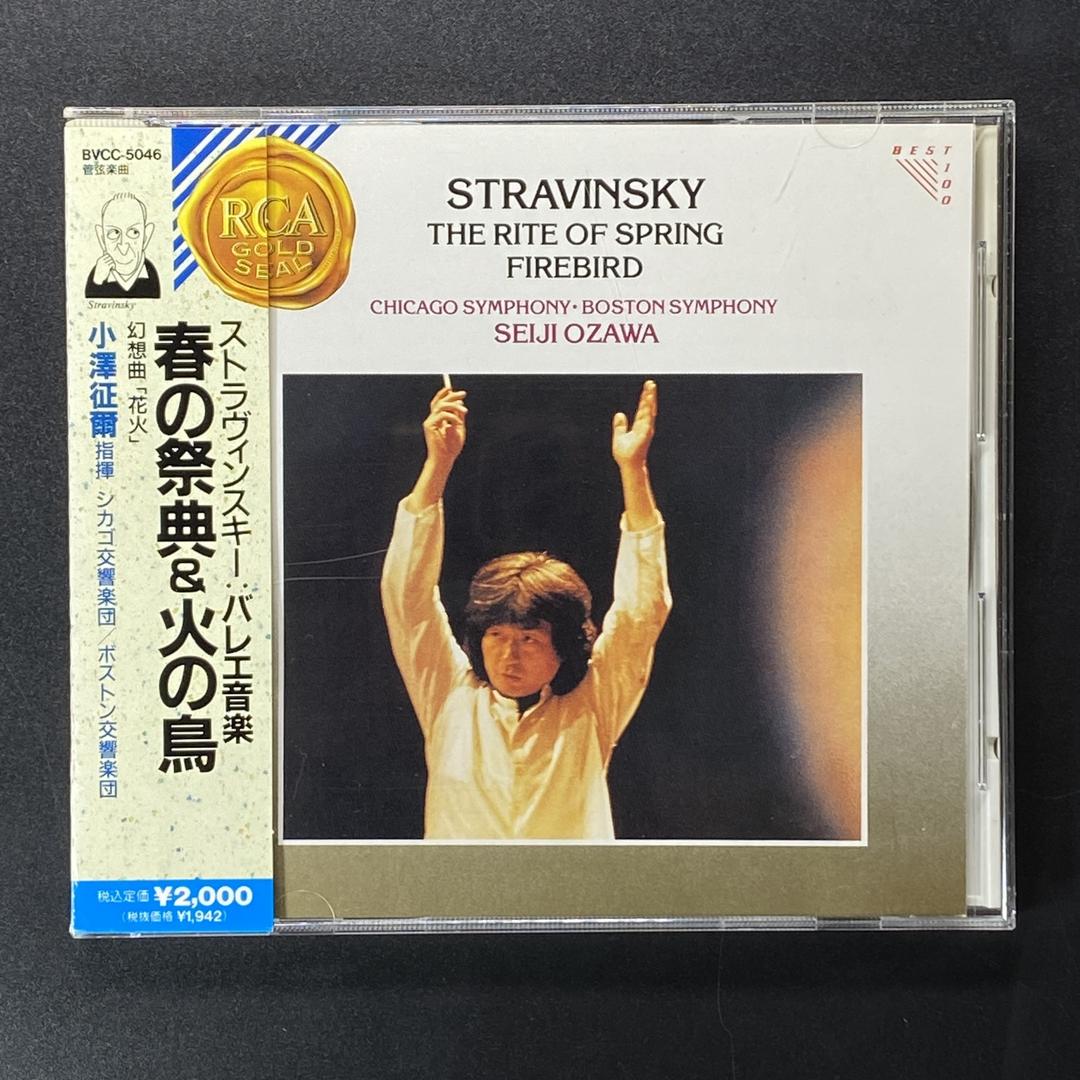 BVCC-5046
管弦楽曲
Stravinsky
ストラヴィンスキー:バレエ音楽
春の祭典&火の鳥
幻想曲「花火」
小澤征爾指揮 シカゴ交響楽団/ボストン交響楽団
税込定価 ¥2,000
(税抜価格 ¥1,942)
RCA
GOLD
SEAL
STRAVINSKY
THE RITE OF SPRING
FIREBIRD
CHICAGO SYMPHONY・BOSTON SYMPHONY
SEIJI OZAWA
BEST
100